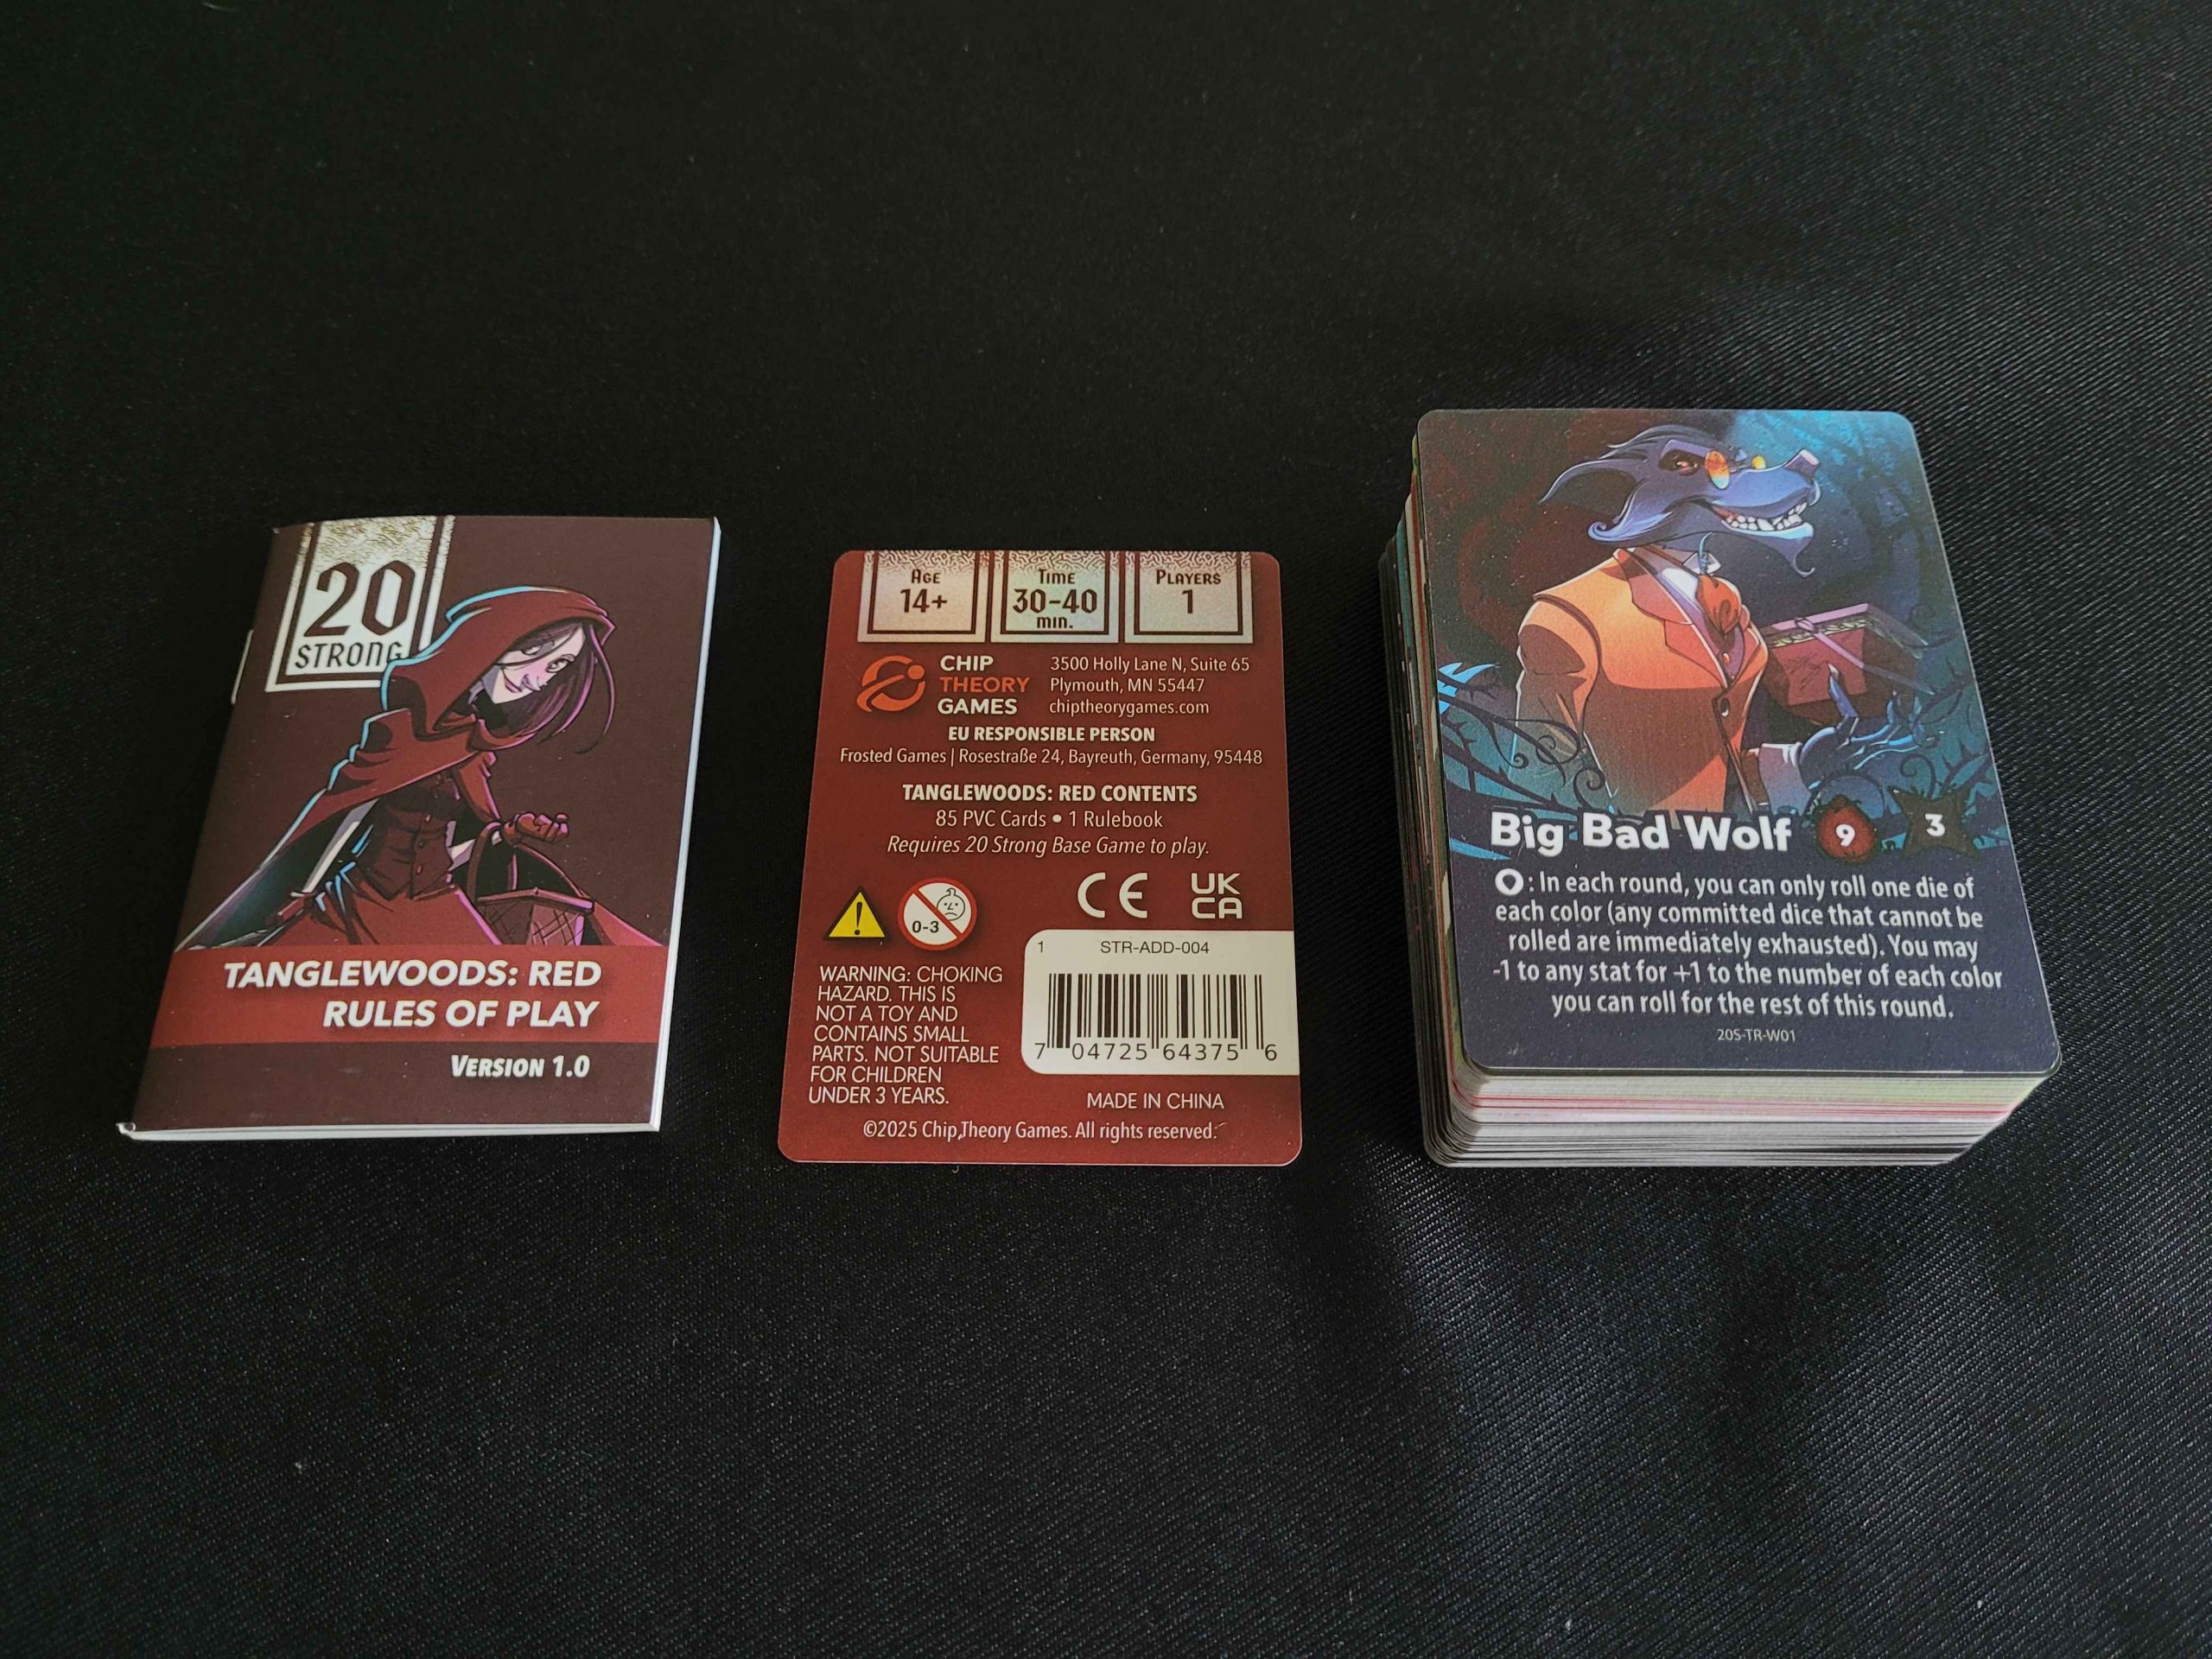 20
STRONG
TANGLEWOODS: RED
RULES OF PLAY
VERSION 1.0
AGE
14+
TIME
30-40
MIN.
PLAYERS
1
CHIP
THEORY
GAMES
3500 Holly Lane N, Suite 65
Plymouth, MN 55447
chiptheorygames.com
EU RESPONSIBLE PERSON
Frosted Games | Rosestraße 24, Bayreuth, Germany, 95448
TANGLEWOODS: RED CONTENTS
85 PVC Cards • 1 Rulebook
Requires 20 Strong Base Game to play.
0-3
CE
UK
CA
WARNING: CHOKING
HAZARD. THIS IS
NOT A TOY AND
CONTAINS SMALL
PARTS. NOT SUITABLE
FOR CHILDREN
UNDER 3 YEARS.
1 STR-ADD-004
7 04725 64375 6
MADE IN CHINA
©2025 Chip Theory Games. All rights reserved.
Big Bad Wolf 9 3
: In each round, you can only roll one die of
each color (any committed dice that cannot be
rolled are immediately exhausted). You may
-1 to any stat for +1 to the number of each color
you can roll for the rest of this round.
20S-TR-W01